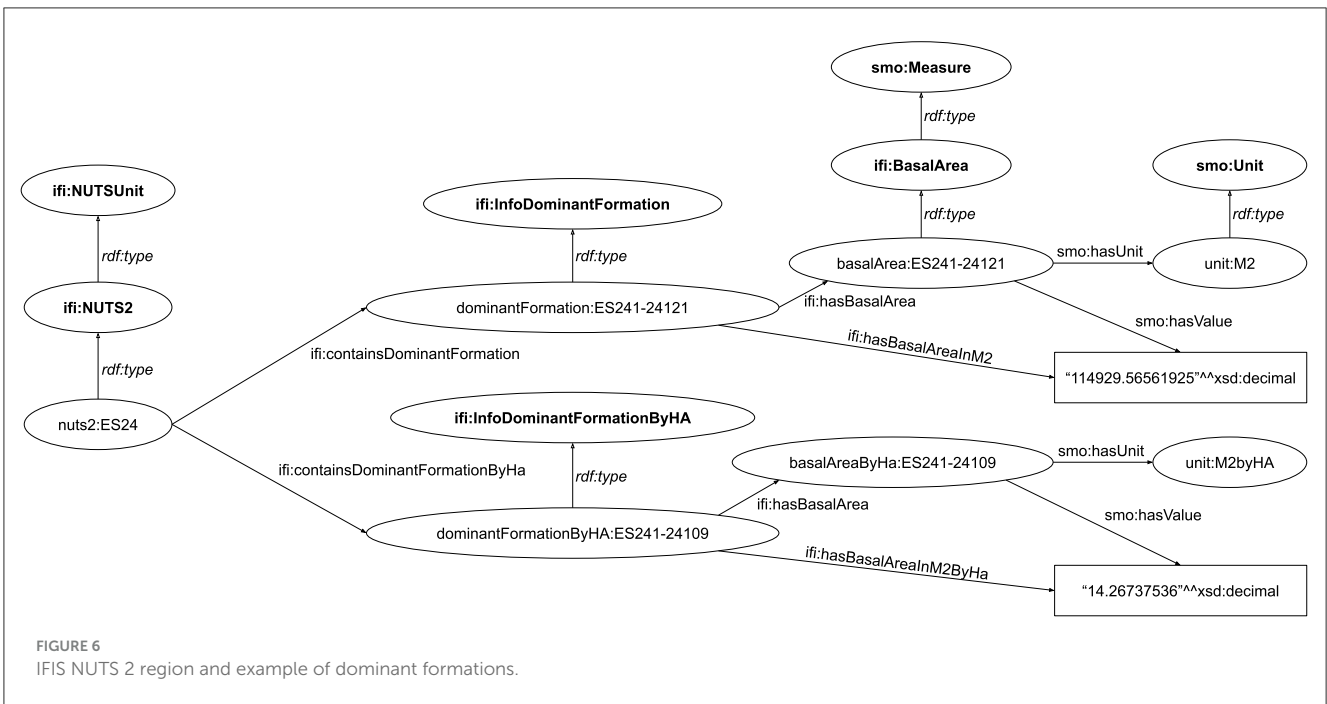 smo:Measure
rdf:type
ifi:BasalArea
smo:Unit
ifi:NUTSUnit
ifi:InfoDominantFormation
rdf:type
rdf:type
rdf:type
rdf:type
basalArea:ES241-24121
smo:hasUnit
unit:M2
ifi:NUTS2
dominantFormation:ES241-24121
ifi:hasBasalArea
smo:hasValue
ifi:hasBasalAreaInM2
ifi:containsDominantFormation
rdf:type
“114929.56561925”^^xsd:decimal
nuts2:ES24
ifi:InfoDominantFormationByHA
ifi:containsDominantFormationByHa
rdf:type
basalAreaByHa:ES241-24109
smo:hasUnit
unit:M2byHA
ifi:hasBasalArea
smo:hasValue
dominantFormationByHA:ES241-24109
ifi:hasBasalAreaInM2ByHa
“14.26737536”^^xsd:decimal
FIGURE 6
IFIS NUTS 2 region and example of dominant formations.